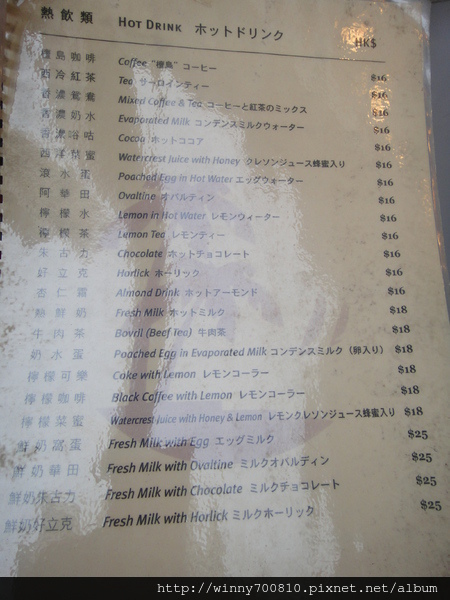 熱飲類 HOT DRINK ホットドリンク HK$
檀島咖啡 Coffee "檀島" コーヒー $16
西冷紅茶 Tea サーロインティー $16
香濃鴛鴦 Mixed Coffee & Tea コーヒーと紅茶のミックス $16
香濃奶水 Evaporated Milk コンデンスミルクウォーター $16
香濃谷咕 Cocoa ホットココア $16
西洋菜蜜 Watercrest Juice with Honey クレソンジュース蜂蜜入り $16
滾水蛋 Poached Egg in Hot Water エッグウォーター $16
阿華田 Ovaltine オバルティン $16
檸檬水 Lemon in Hot Water レモンウォーター $16
檸檬茶 Lemon Tea レモンティー $16
朱古力 Chocolate ホットチョコレート $16
好立克 Horlick ホーリック $16
杏仁霜 Almond Drink ホットアーモンド $16
熱鮮奶 Fresh Milk ホットミルク $18
牛肉茶 Bovril (Beef Tea) 牛肉茶 $18
奶水蛋 Poached Egg in Evaporated Milk コンデンスミルク（卵入り） $18
檸檬可樂 Coke with Lemon レモンコーラー $18
檸檬咖啡 Black Coffee with Lemon レモンコーラー $18
檸檬菜蜜 Watercrest Juice with Honey & Lemon レモンクレソンジュース蜂蜜入り $18
鮮奶窩蛋 Fresh Milk with Egg エッグミルク $25
鮮奶華田 Fresh Milk with Ovaltine ミルクオバルティン $25
鮮奶朱古力 Fresh Milk with Chocolate ミルクチョコレート $25
鮮奶好立克 Fresh Milk with Horlick ミルクホーリック $25
http://winny700810.pixnet.net/album